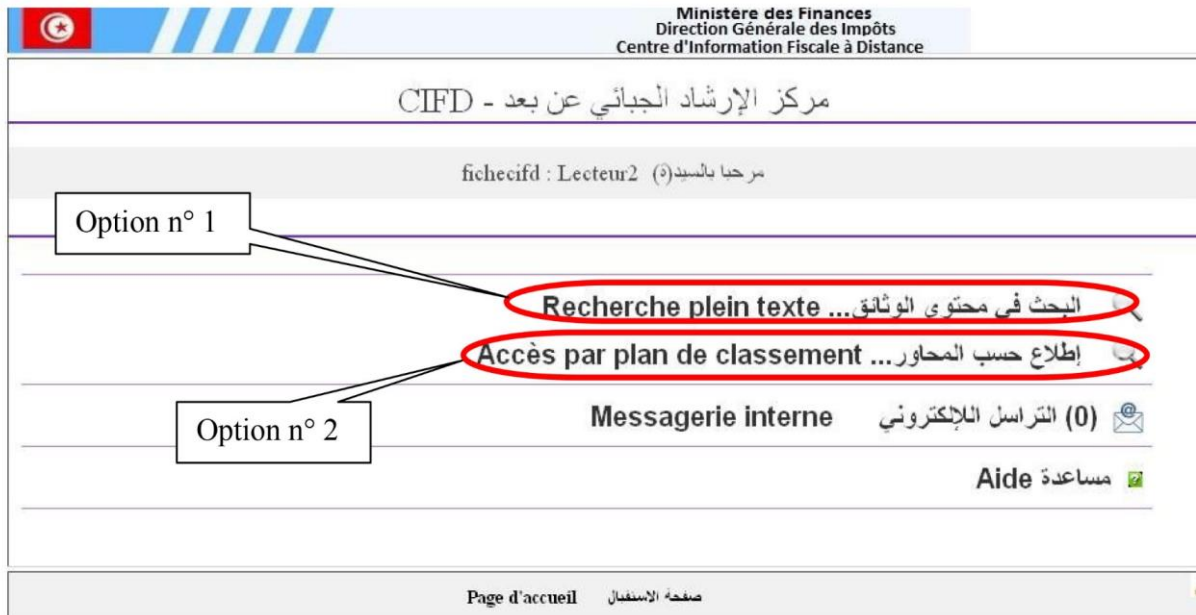 Ministère des Finances
Direction Générale des Impôts
Centre d'Information Fiscale à Distance
مركز الإرشاد الجبائي عن بعد - CIFD
مرحبا بالسيد(ة) fichecifd : Lecteur2
Option n° 1
البحث في محتوى الوثائق... Recherche plein texte
إطلاع حسب المحاور... Accès par plan de classement
Option n° 2
(0) التراسل اللإلكتروني Messagerie interne
مساعدة Aide
صفحة الاستقبال Page d'accueil